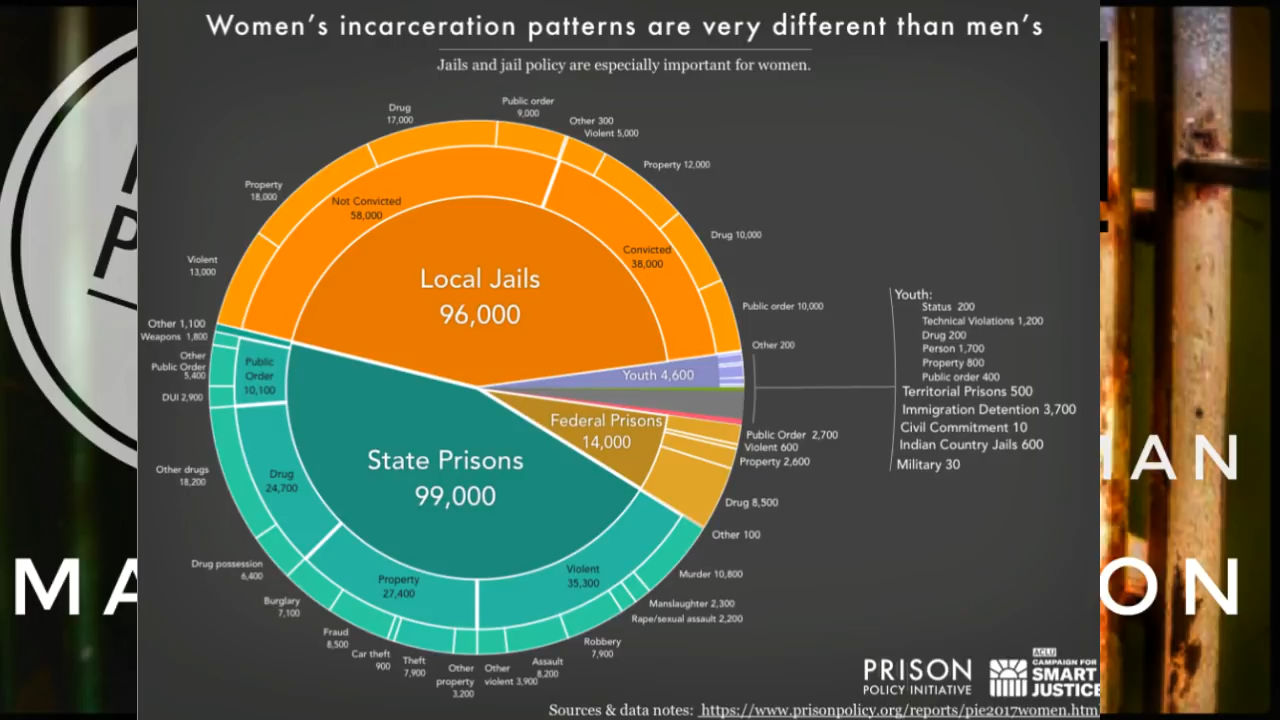 Women's incarceration patterns are very different than men's
Jails and jail policy are especially important for women.
Drug
17,000
Public order
9,000
Other 300
Violent 5,000
Property 12,000
Property
18,000
Not Convicted
58,000
Drug 10,000
Convicted
38,000
Violent
13,000
Local Jails
96,000
Public order 10,000
Other 200
Youth 4,600
Youth:
Status 200
Technical Violations 1,200
Drug 200
Person 1,700
Property 800
Public order 400
Territorial Prisons 500
Immigration Detention 3,700
Civil Commitment 10
Indian Country Jails 600
Military 30
Other 1,100
Weapons 1,800
Other
Public Order
5,400
DUI 2,900
Public
Order
10,100
Federal Prisons
14,000
Public Order 2,700
Violent 600
Property 2,600
Drug 8,500
State Prisons
99,000
Other drugs
18,200
Drug
24,700
Other 100
Drug possession
6,400
Property
27,400
Violent
35,300
Murder 10,800
Manslaughter 2,300
Rape/sexual assault 2,200
Burglary
7,100
Fraud
8,500
Car theft
900
Theft
7,900
Other
property
3,200
Other
violent 3,900
Assault
8,200
Robbery
7,900
PRISON
POLICY INITIATIVE
ACLU
CAMPAIGN FOR
SMART
JUSTICE
Sources & data notes: https://www.prisonpolicy.org/reports/pie2017women.htm
P
MAN
MA
ON